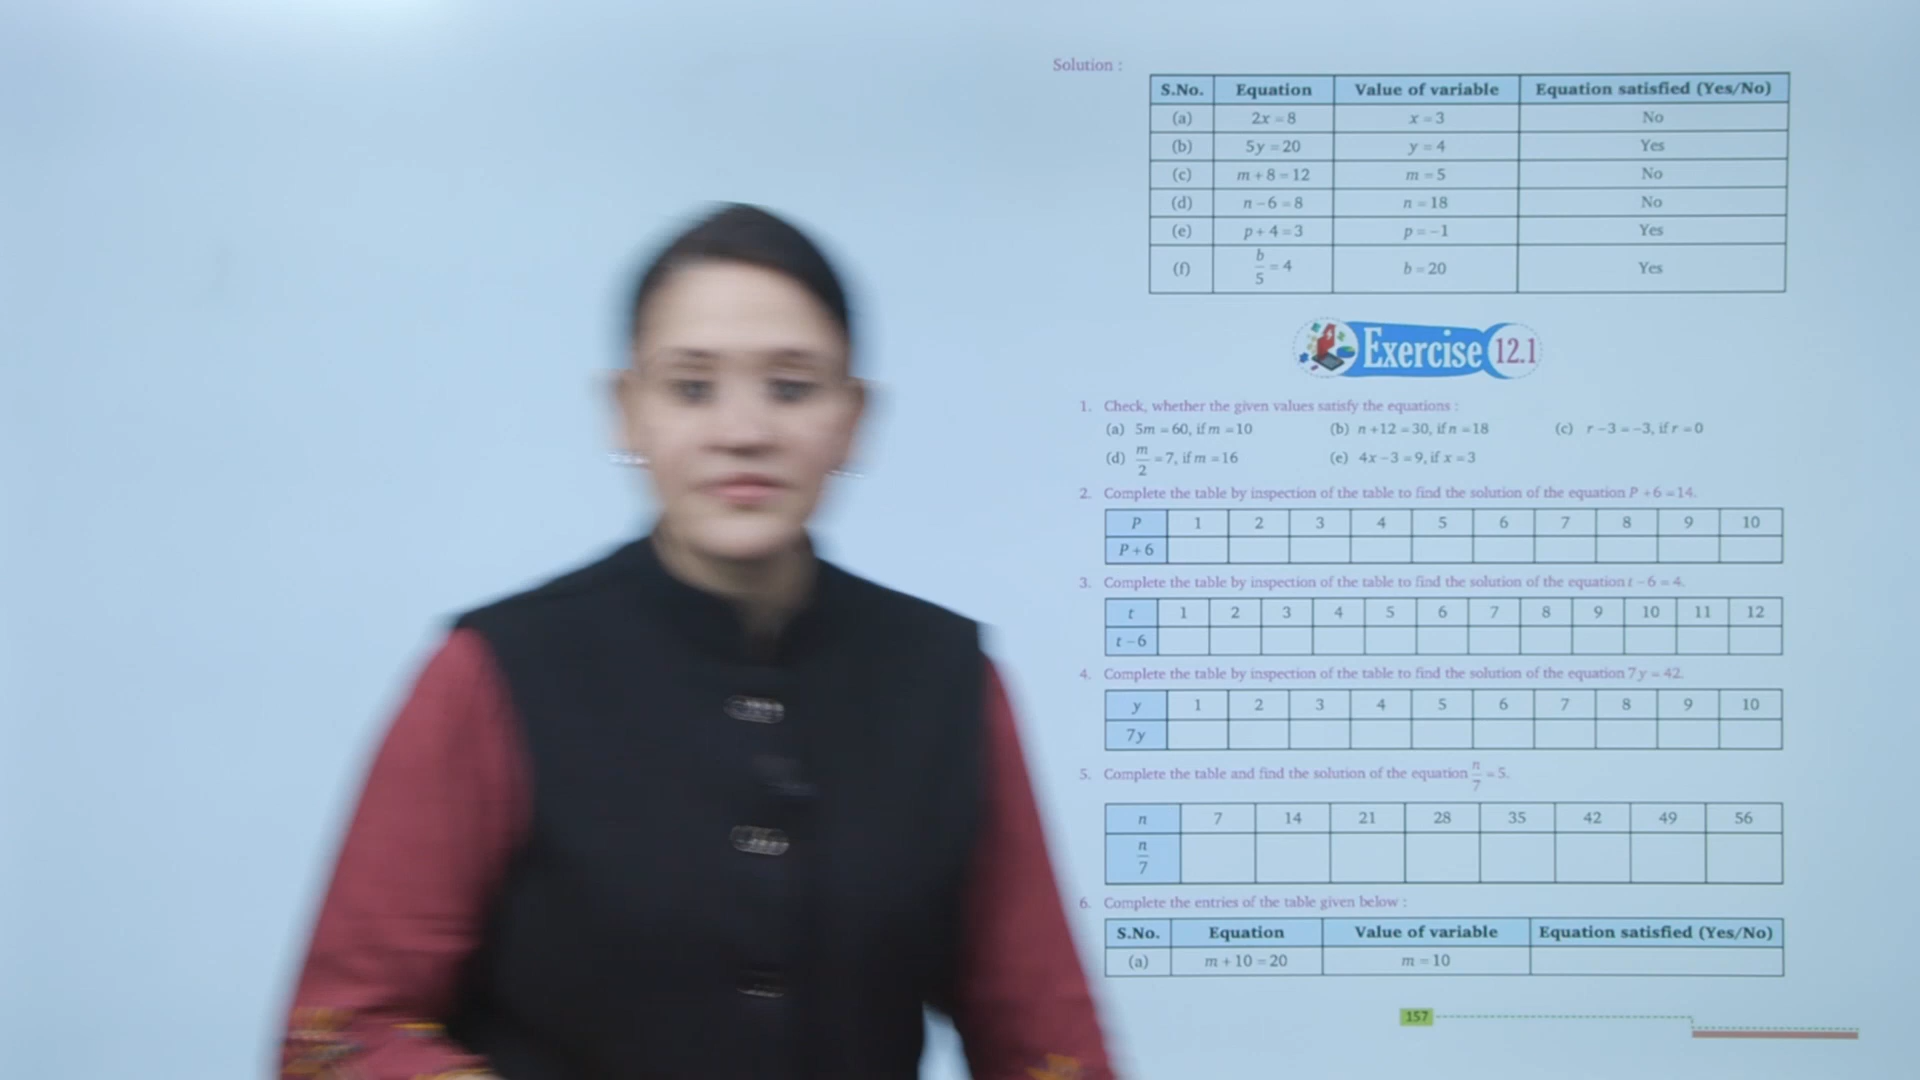 Solution :
S.No. Equation Value of variable Equation satisfied (Yes/No)
(a) 2x = 8 x = 3 No
(b) 5y = 20 y = 4 Yes
(c) m + 8 = 12 m = 5 No
(d) n − 6 = 8 n = 18 No
(e) p + 4 = 3 p = −1 Yes
(f) b/5 = 4 b = 20 Yes
Exercise 12.1
1. Check, whether the given values satisfy the equations :
(a) 5m = 60, if m = 10 (b) n + 12 = 30, if n = 18 (c) r − 3 = −3, if r = 0
(d) m/2 = 7, if m = 16 (e) 4x − 3 = 9, if x = 3
2. Complete the table by inspection of the table to find the solution of the equation P + 6 = 14.
P 1 2 3 4 5 6 7 8 9 10
P + 6
3. Complete the table by inspection of the table to find the solution of the equation t − 6 = 4.
t 1 2 3 4 5 6 7 8 9 10 11 12
t − 6
4. Complete the table by inspection of the table to find the solution of the equation 7y = 42.
y 1 2 3 4 5 6 7 8 9 10
7y
5. Complete the table and find the solution of the equation n/7 = 5.
n 7 14 21 28 35 42 49 56
n/7
6. Complete the entries of the table given below :
S.No. Equation Value of variable Equation satisfied (Yes/No)
(a) m + 10 = 20 m = 10
157